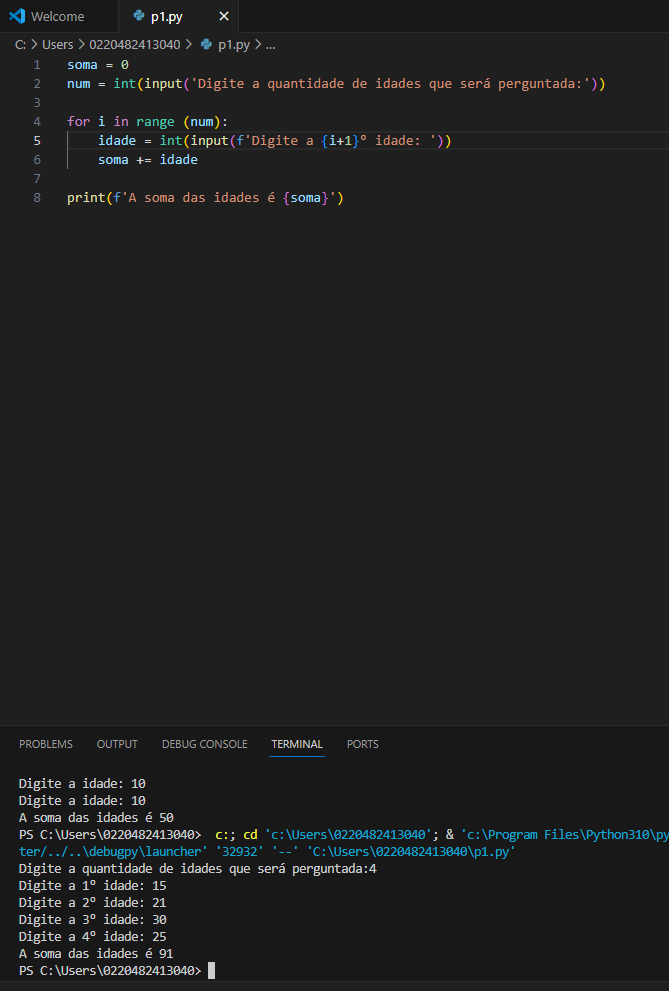 Welcome p1.py
C: > Users > 0220482413040 > p1.py > ...
1 soma = 0
2 num = int(input('Digite a quantidade de idades que será perguntada:'))
3
4 for i in range (num):
5 idade = int(input(f'Digite a {i+1}º idade: '))
6 soma += idade
7
8 print(f'A soma das idades é {soma}')
PROBLEMS OUTPUT DEBUG CONSOLE TERMINAL PORTS
Digite a idade: 10
Digite a idade: 10
A soma das idades é 50
PS C:\Users\0220482413040> c:; cd 'c:\Users\0220482413040'; & 'c:\Program Files\Python310\py
ter/../..\debugpy\launcher' '32932' '--' 'C:\Users\0220482413040\p1.py'
Digite a quantidade de idades que será perguntada:4
Digite a 1º idade: 15
Digite a 2º idade: 21
Digite a 3º idade: 30
Digite a 4º idade: 25
A soma das idades é 91
PS C:\Users\0220482413040>